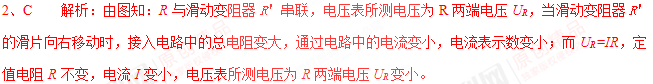 2、C 解析：由图知：R 与滑动变阻器 R′ 串联，电压表所测电压为 R 两端电压 UR，当滑动变阻器 R′
的滑片向右移动时，接入电路中的总电阻变大，通过电路中的电流变小，电流表示数变小；而 UR=IR，定
值电阻 R 不变，电流 I 变小，电压表所测电压为 R 两端电压 UR 变小。